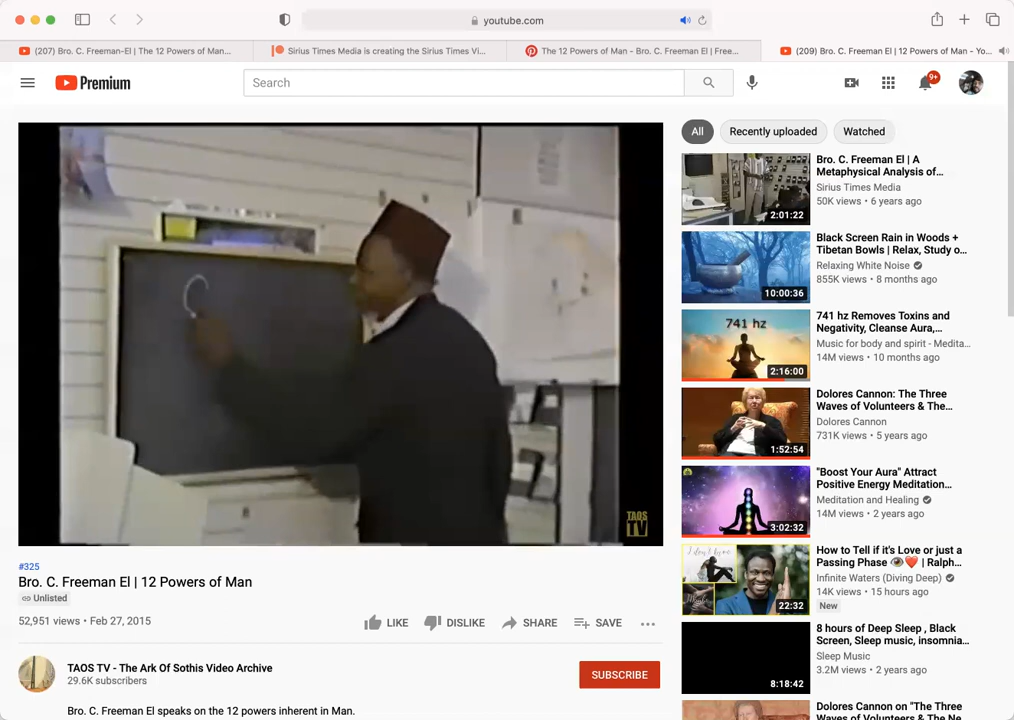 youtube.com
(207) Bro. C. Freeman-El | The 12 Powers of Man...
Sirius Times Media is creating the Sirius Times Vi...
The 12 Powers of Man - Bro. C. Freeman El | Free...
(209) Bro. C. Freeman El | 12 Powers of Man - Yo...
Premium
Search
9+
All
Recently uploaded
Watched
TAOS
TV
#325
Bro. C. Freeman El | 12 Powers of Man
Unlisted
52,951 views • Feb 27, 2015
LIKE
DISLIKE
SHARE
SAVE
TAOS TV - The Ark Of Sothis Video Archive
29.6K subscribers
SUBSCRIBE
Bro. C. Freeman El speaks on the 12 powers inherent in Man.
2:01:22
Bro. C. Freeman El | A
Metaphysical Analysis of...
Sirius Times Media
50K views • 6 years ago
10:00:36
Black Screen Rain in Woods +
Tibetan Bowls | Relax, Study o...
Relaxing White Noise
855K views • 8 months ago
741 hz
2:16:00
741 hz Removes Toxins and
Negativity, Cleanse Aura,...
Music for body and spirit - Medita...
14M views • 10 months ago
1:52:54
Dolores Cannon: The Three
Waves of Volunteers & The...
Dolores Cannon
731K views • 5 years ago
3:02:32
"Boost Your Aura" Attract
Positive Energy Meditation...
Meditation and Healing
14M views • 2 years ago
22:32
How to Tell if it's Love or just a
Passing Phase 👁❤️ | Ralph...
Infinite Waters (Diving Deep)
14K views • 15 hours ago
New
8:18:42
8 hours of Deep Sleep , Black
Screen, Sleep music, insomnia...
Sleep Music
3.2M views • 2 years ago
Dolores Cannon on "The Three
Waves of Volunteers & The Ne